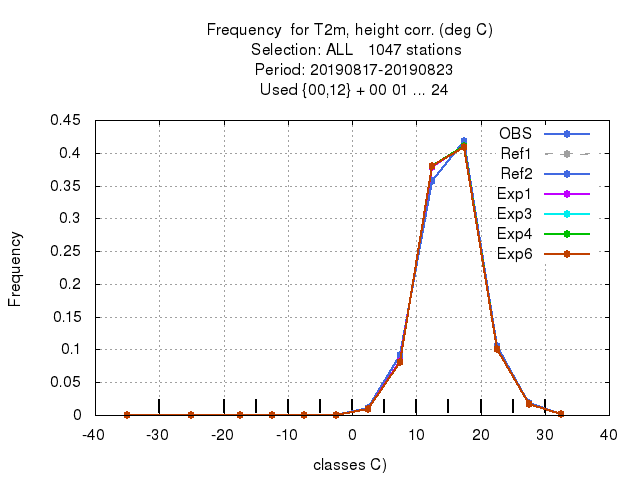 Frequency  for T2m, height corr. (deg C)
Selection: ALL   1047 stations
Period: 20190817-20190823
Used {00,12} + 00 01 ... 24
0.45
0.4
0.35
0.3
0.25
0.2
0.15
0.1
0.05
0
Frequency
OBS
Ref1
Ref2
Exp1
Exp3
Exp4
Exp6
-40 -30 -20 -10 0 10 20 30 40
classes C)